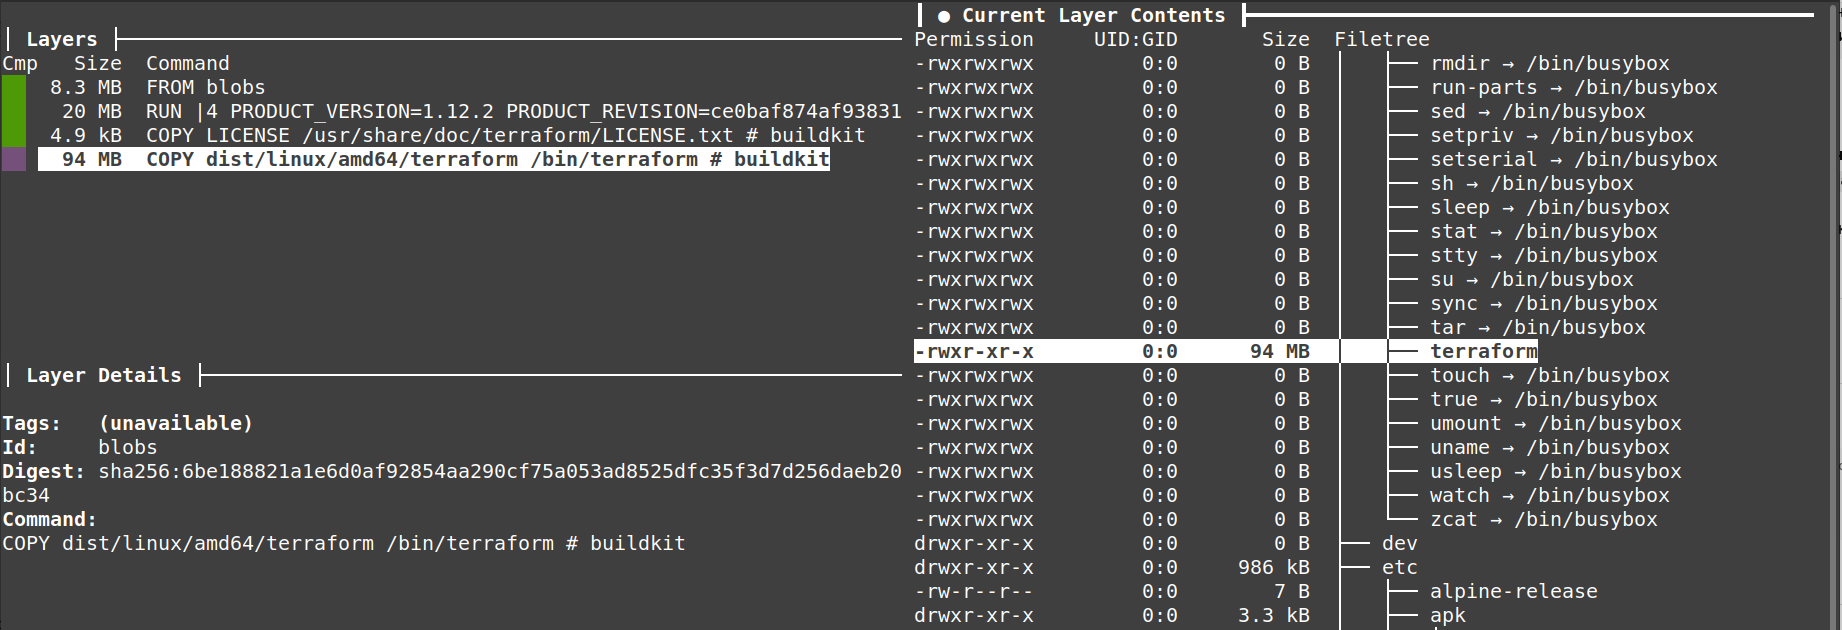 Layers
Cmp Size Command
8.3 MB FROM blobs
20 MB RUN |4 PRODUCT_VERSION=1.12.2 PRODUCT_REVISION=ce0baf874af93831
4.9 kB COPY LICENSE /usr/share/doc/terraform/LICENSE.txt # buildkit
94 MB COPY dist/linux/amd64/terraform /bin/terraform # buildkit
Layer Details
Tags: (unavailable)
Id: blobs
Digest: sha256:6be188821a1e6d0af92854aa290cf75a053ad8525dfc35f3d7d256daeb20
bc34
Command:
COPY dist/linux/amd64/terraform /bin/terraform # buildkit
● Current Layer Contents
Permission UID:GID Size Filetree
-rwxrwxrwx 0:0 0 B rmdir → /bin/busybox
-rwxrwxrwx 0:0 0 B run-parts → /bin/busybox
-rwxrwxrwx 0:0 0 B sed → /bin/busybox
-rwxrwxrwx 0:0 0 B setpriv → /bin/busybox
-rwxrwxrwx 0:0 0 B setserial → /bin/busybox
-rwxrwxrwx 0:0 0 B sh → /bin/busybox
-rwxrwxrwx 0:0 0 B sleep → /bin/busybox
-rwxrwxrwx 0:0 0 B stat → /bin/busybox
-rwxrwxrwx 0:0 0 B stty → /bin/busybox
-rwxrwxrwx 0:0 0 B su → /bin/busybox
-rwxrwxrwx 0:0 0 B sync → /bin/busybox
-rwxrwxrwx 0:0 0 B tar → /bin/busybox
-rwxr-xr-x 0:0 94 MB terraform
-rwxrwxrwx 0:0 0 B touch → /bin/busybox
-rwxrwxrwx 0:0 0 B true → /bin/busybox
-rwxrwxrwx 0:0 0 B umount → /bin/busybox
-rwxrwxrwx 0:0 0 B uname → /bin/busybox
-rwxrwxrwx 0:0 0 B usleep → /bin/busybox
-rwxrwxrwx 0:0 0 B watch → /bin/busybox
-rwxrwxrwx 0:0 0 B zcat → /bin/busybox
drwxr-xr-x 0:0 0 B dev
drwxr-xr-x 0:0 986 kB etc
-rw-r--r-- 0:0 7 B alpine-release
drwxr-xr-x 0:0 3.3 kB apk